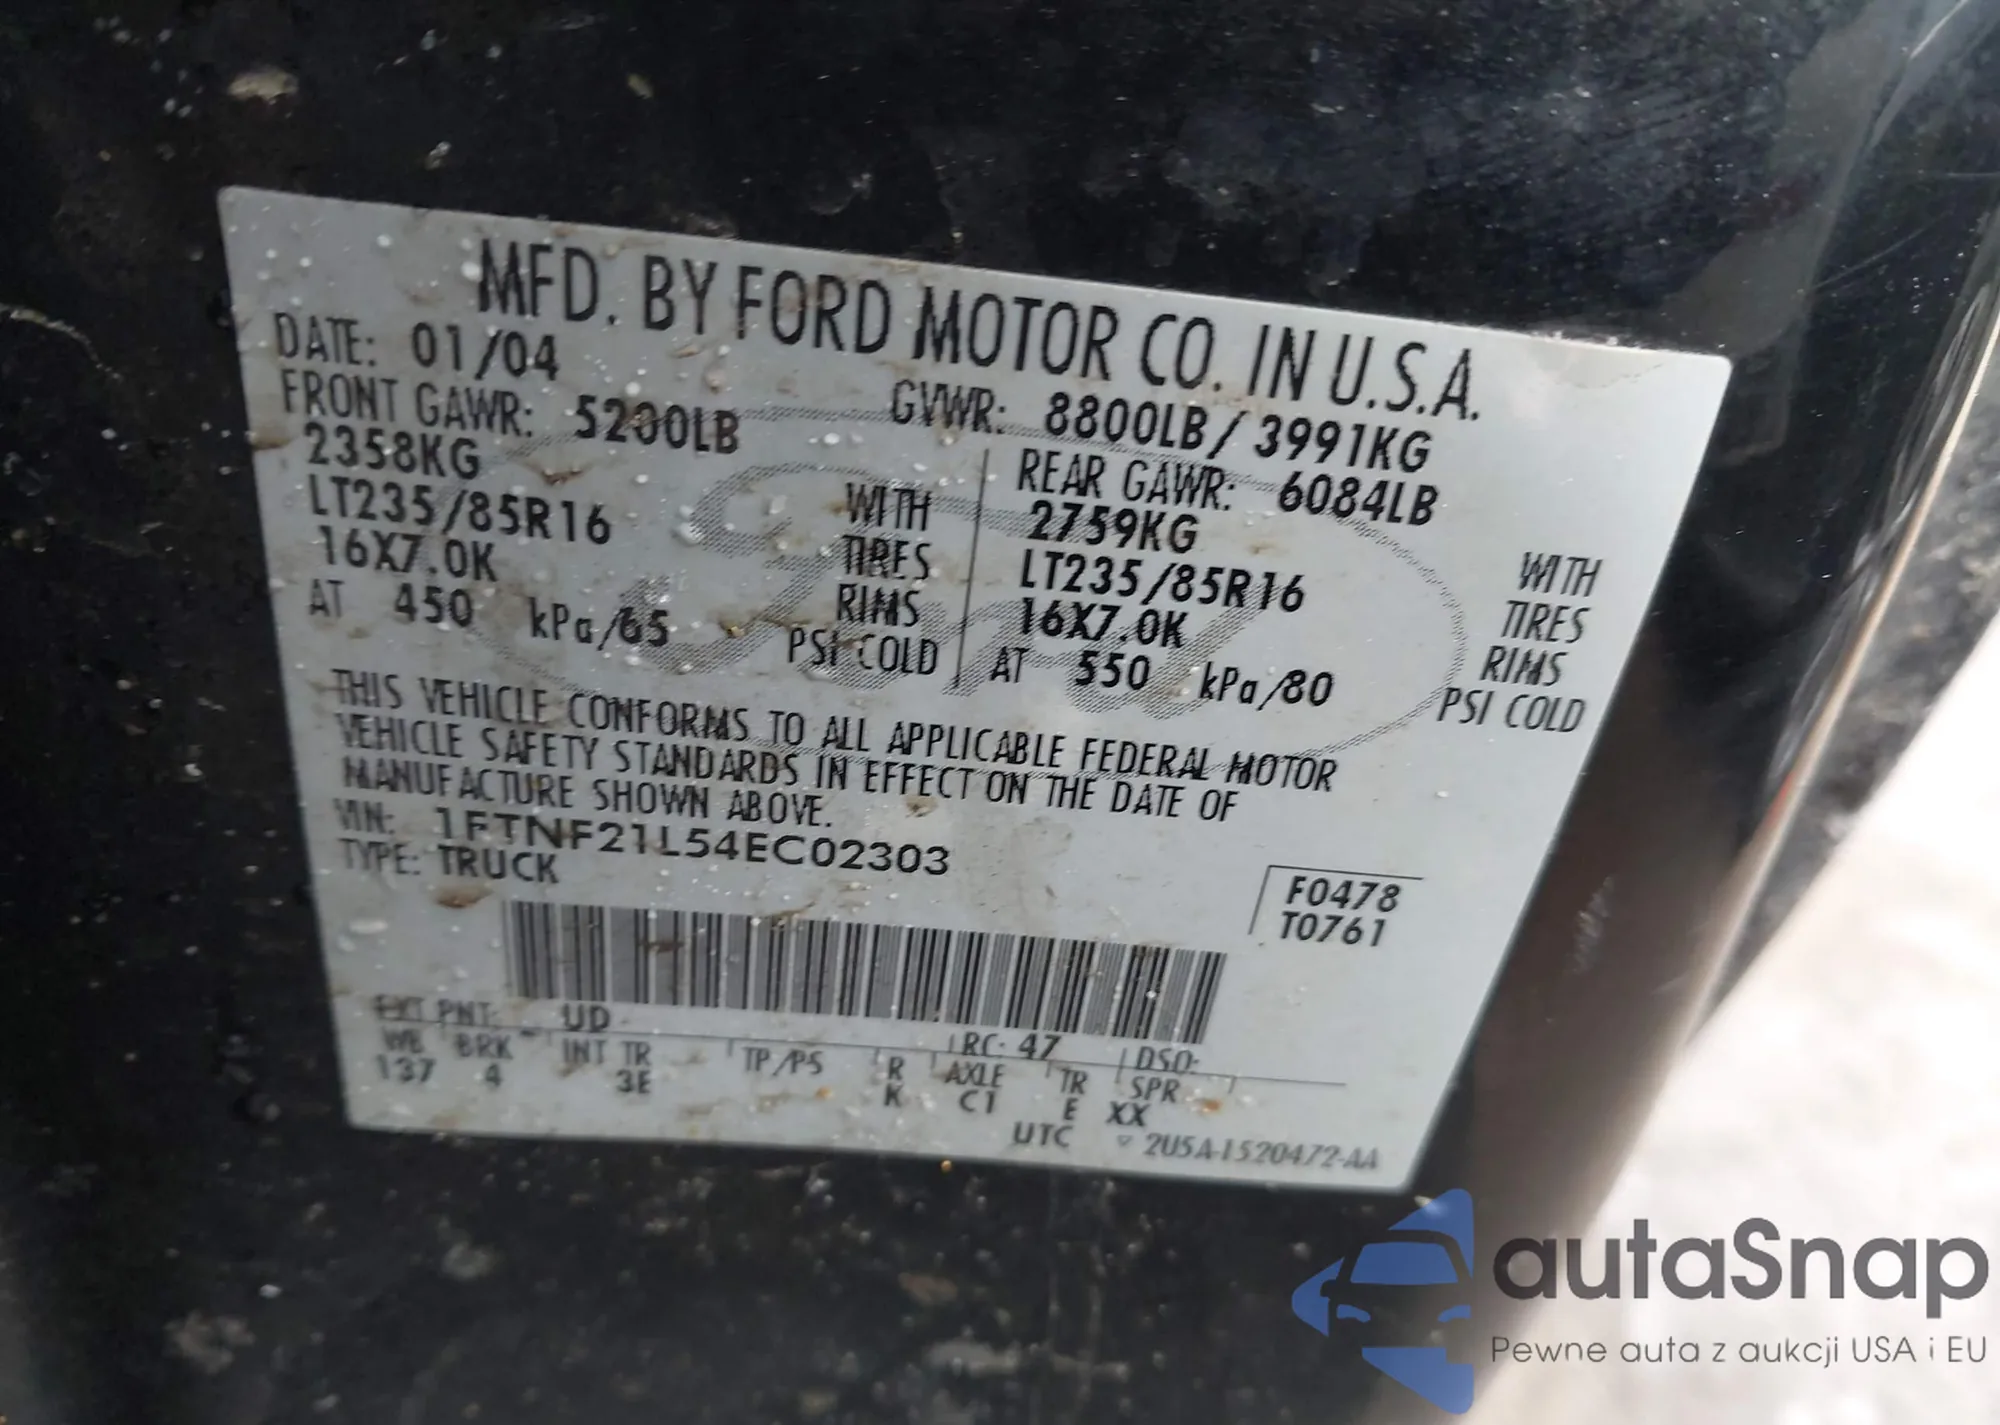 MFD. BY FORD MOTOR CO. IN U.S.A.
DATE: 01/04 GVWR: 8800LB / 3991KG
FRONT GAWR: 5200LB REAR GAWR: 6084LB
2358KG WITH 2759KG WITH
LT235/85R16 TIRES LT235/85R16 TIRES
16X7.0K RIMS 16X7.0K RIMS
AT 450 kPa/65 PSI COLD AT 550 kPa/80 PSI COLD
THIS VEHICLE CONFORMS TO ALL APPLICABLE FEDERAL MOTOR
VEHICLE SAFETY STANDARDS IN EFFECT ON THE DATE OF
MANUFACTURE SHOWN ABOVE.
VIN: 1FTNF21L54EC02303
TYPE: TRUCK
F0478
T0761
EXT PNT: UD RC: 47 DSO:
WB BRK INT TR TP/PS R AXLE TR SPR
137 4 3E K C1 E XX
UTC ▽ 2U5A-1520472-AA
Ford
autaSnap
Pewne auta z aukcji USA i EU